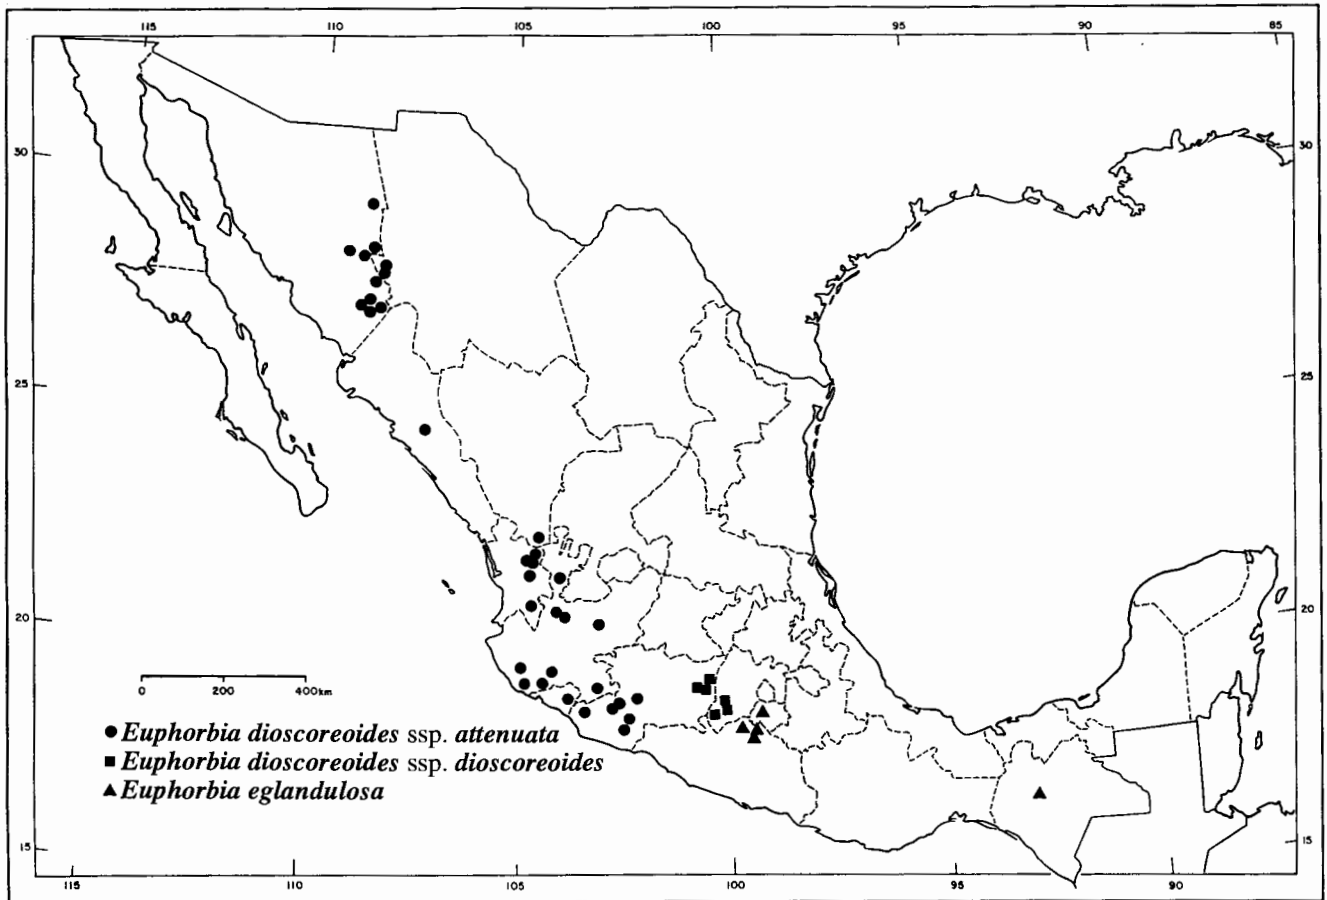 115 110 105 100 95 90 85
30 30
25 25
20 20
0 200 400km
● Euphorbia dioscoreoides ssp. attenuata
■ Euphorbia dioscoreoides ssp. dioscoreoides
▲ Euphorbia eglandulosa
15 15
115 110 105 100 95 90